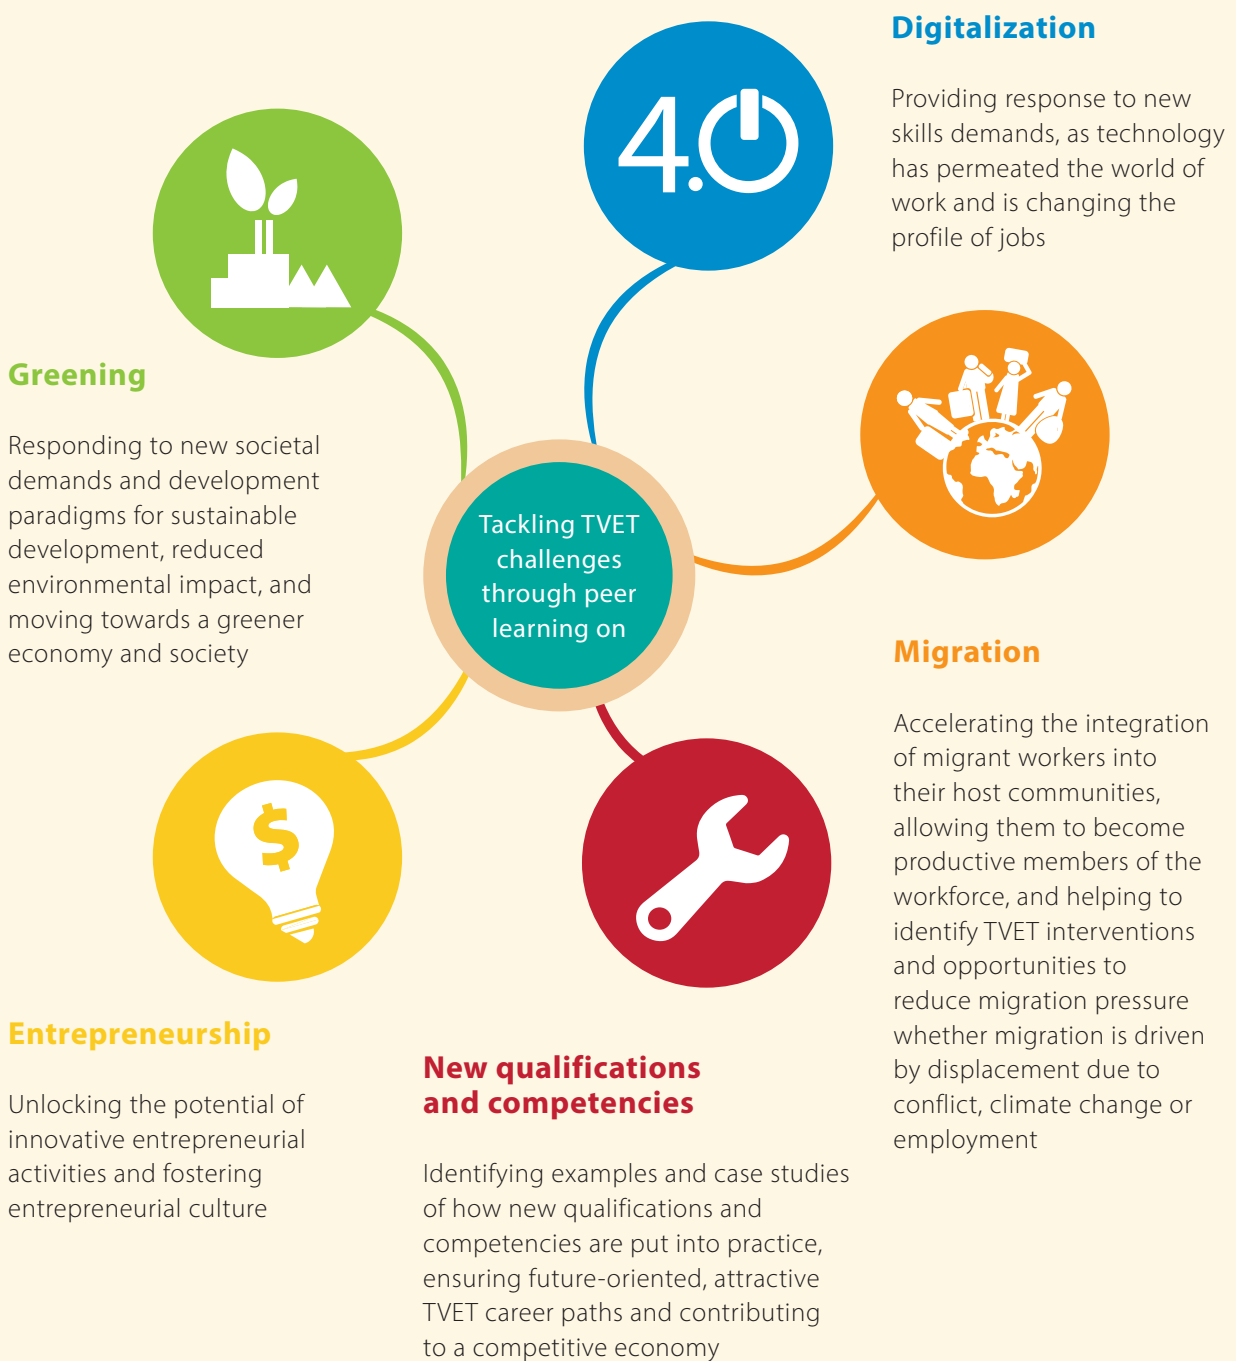 Digitalization
Providing response to new
skills demands, as technology
has permeated the world of
work and is changing the
profile of jobs
4.0
Greening
Responding to new societal
demands and development
paradigms for sustainable
development, reduced
environmental impact, and
moving towards a greener
economy and society
Tackling TVET
challenges
through peer
learning on
Migration
Accelerating the integration
of migrant workers into
their host communities,
allowing them to become
productive members of the
workforce, and helping to
identify TVET interventions
and opportunities to
reduce migration pressure
whether migration is driven
by displacement due to
conflict, climate change or
employment
$
Entrepreneurship
Unlocking the potential of
innovative entrepreneurial
activities and fostering
entrepreneurial culture
New qualifications
and competencies
Identifying examples and case studies
of how new qualifications and
competencies are put into practice,
ensuring future-oriented, attractive
TVET career paths and contributing
to a competitive economy